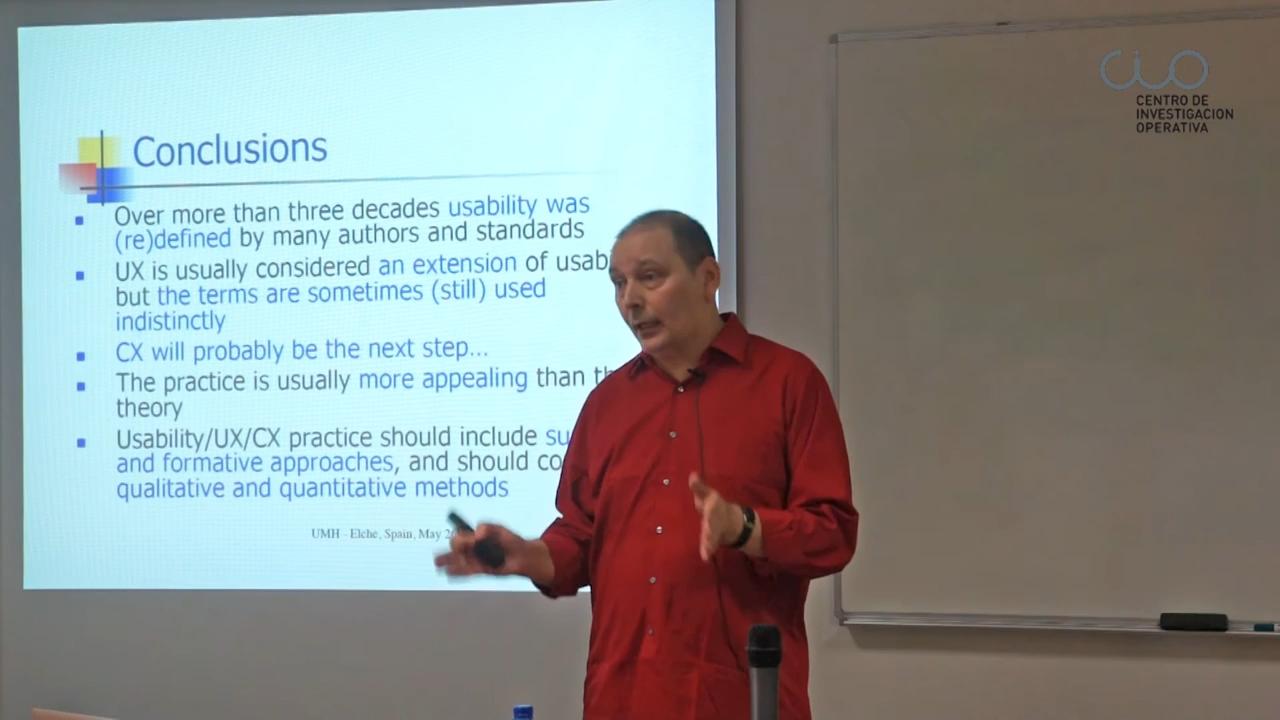 Conclusions
Over more than three decades usability was
(re)defined by many authors and standards
UX is usually considered an extension of usab
but the terms are sometimes (still) used
indistinctly
CX will probably be the next step...
The practice is usually more appealing than th
theory
Usability/UX/CX practice should include su
and formative approaches, and should co
qualitative and quantitative methods
UMH - Elche, Spain, May 2
CIO
CENTRO DE
INVESTIGACION
OPERATIVA